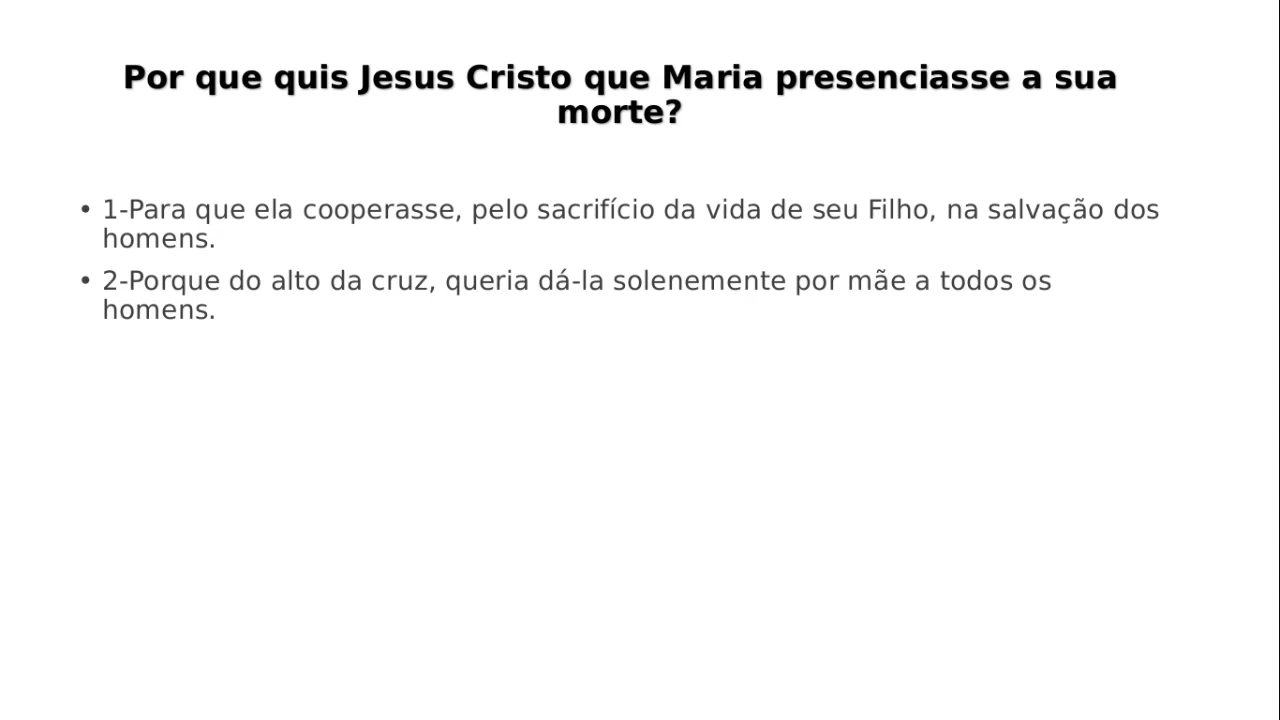 Por que quis Jesus Cristo que Maria presenciasse a sua
morte?
• 1-Para que ela cooperasse, pelo sacrifício da vida de seu Filho, na salvação dos
homens.
• 2-Porque do alto da cruz, queria dá-la solenemente por mãe a todos os
homens.